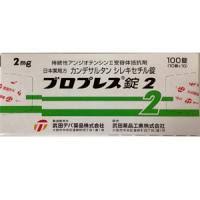 2mg
持続性アンジオテンシンⅡ受容体拮抗剤
日本薬局方 カンデサルタン シレキセチル錠
100錠
(10錠×10)
ブロプレス錠 2
2
武田テバ薬品株式会社
武田薬品工業株式会社